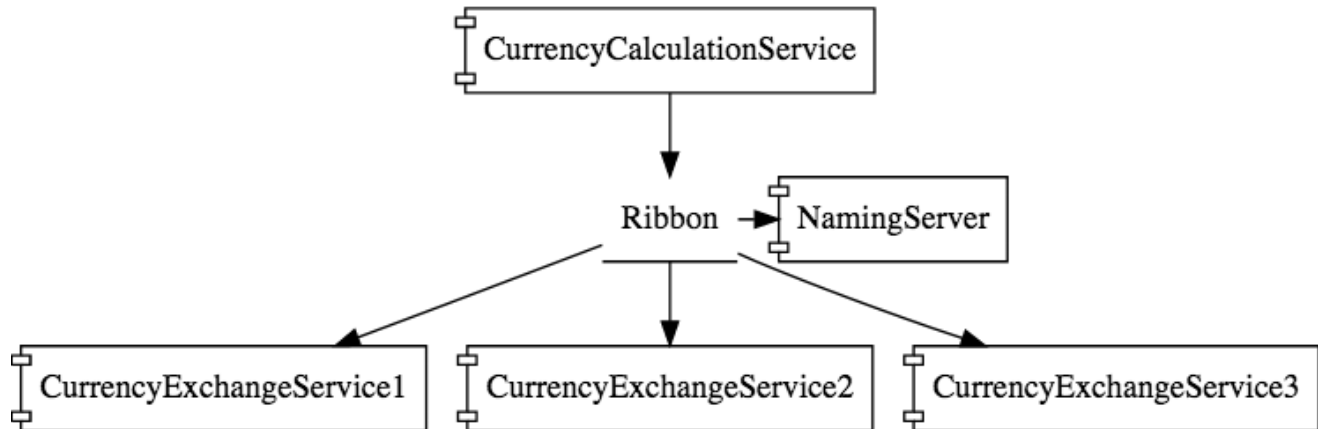 CurrencyCalculationService
Ribbon
NamingServer
CurrencyExchangeService1
CurrencyExchangeService2
CurrencyExchangeService3